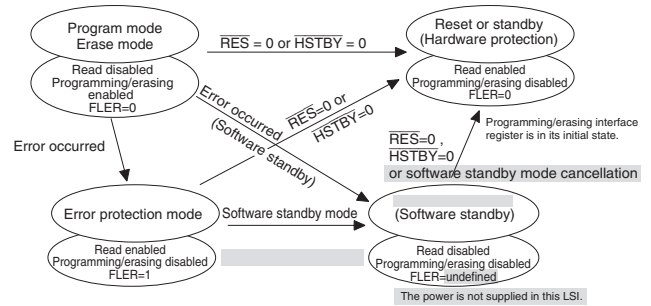 Program mode
Erase mode
RES = 0 or HSTBY = 0
Reset or standby
(Hardware protection)
Read disabled
Programming/erasing
enabled
FLER=0
Read enabled
Programming/erasing disabled
FLER=0
Error occurred
(Software standby)
RES=0 or
HSTBY=0
Programming/erasing interface
register is in its initial state.
Error occurred
RES=0 ,
HSTBY=0
or software standby mode cancellation
Error protection mode
Software standby mode
(Software standby)
Read enabled
Programming/erasing disabled
FLER=1
Read disabled
Programming/erasing disabled
FLER=undefined
The power is not supplied in this LSI.